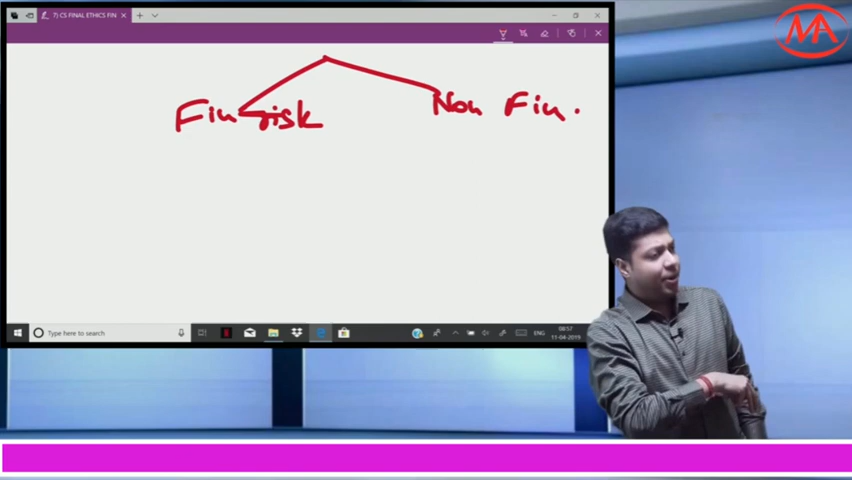 7) CS FINAL ETHICS FIN
MA
Fin risk
Non Fin.
Type here to search
ENG
08:57
11-04-2019